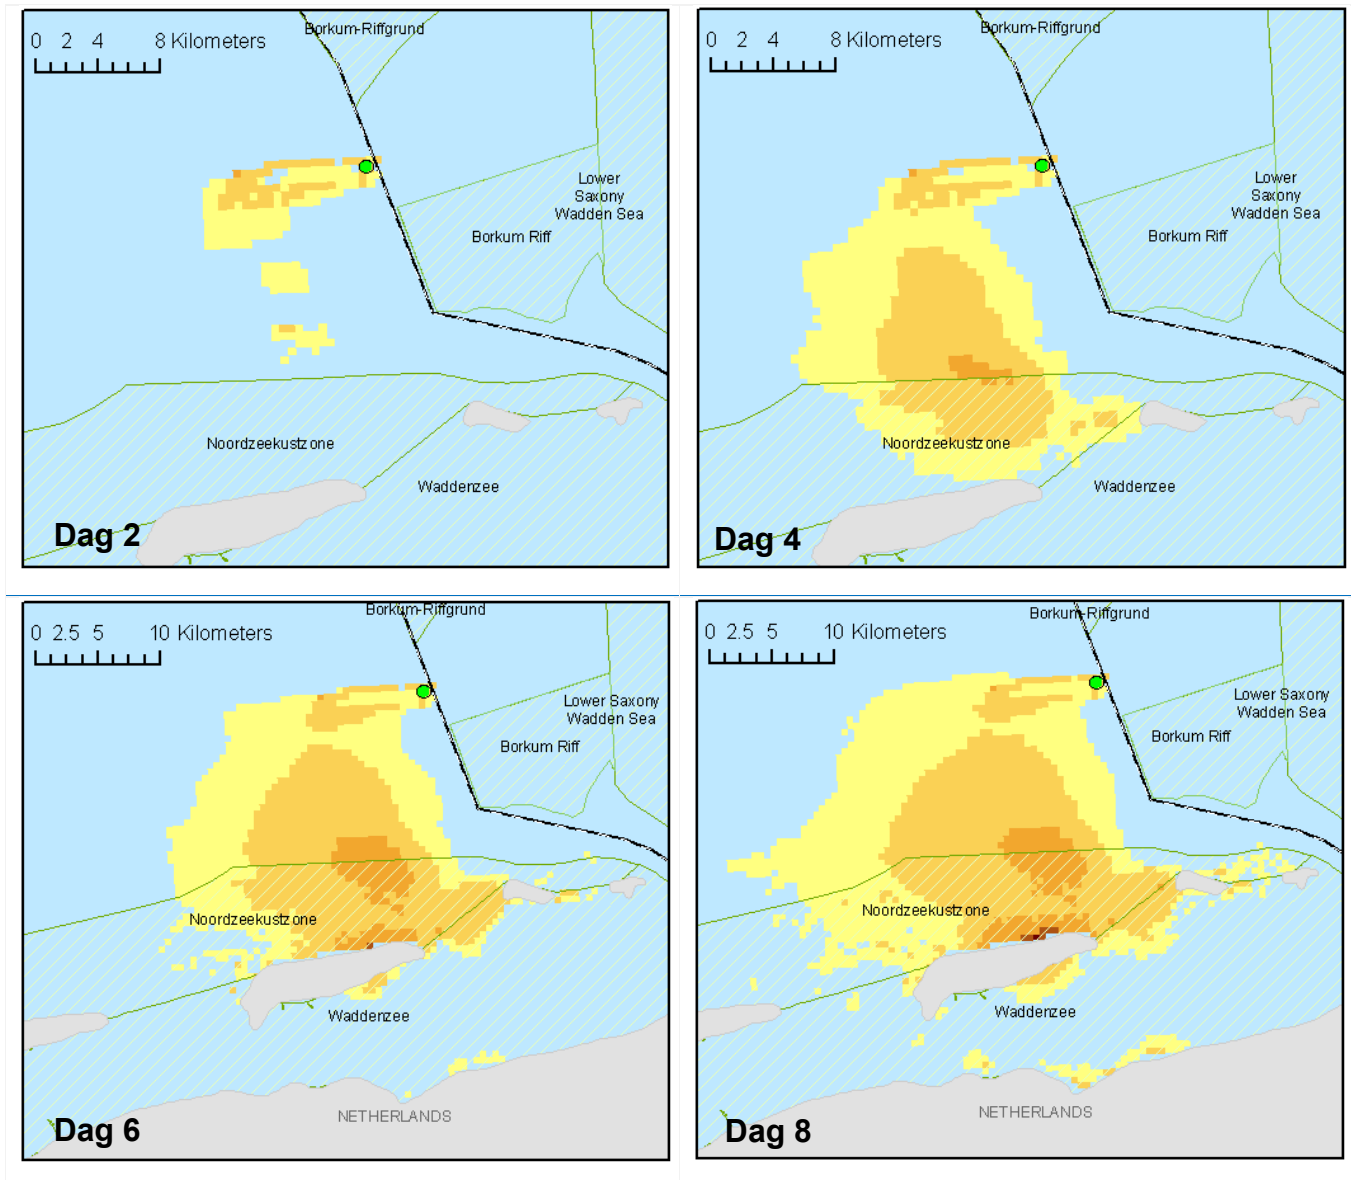 Borkum-Riffgrund
0 2 4 8 Kilometers
Lower
Saxony
Wadden Sea
Borkum Riff
Noordzeekustzone
Waddenzee
Dag 2
Borkum-Riffgrund
0 2 4 8 Kilometers
Lower
Saxony
Wadden Sea
Borkum Riff
Noordzeekustzone
Waddenzee
Dag 4
Borkum-Riffgrund
0 2.5 5 10 Kilometers
Lower Saxony
Wadden Sea
Borkum Riff
Noordzeekustzone
Waddenzee
NETHERLANDS
Dag 6
Borkum-Riffgrund
0 2.5 5 10 Kilometers
Lower Saxony
Wadden Sea
Borkum Riff
Noordzeekustzone
Waddenzee
NETHERLANDS
Dag 8